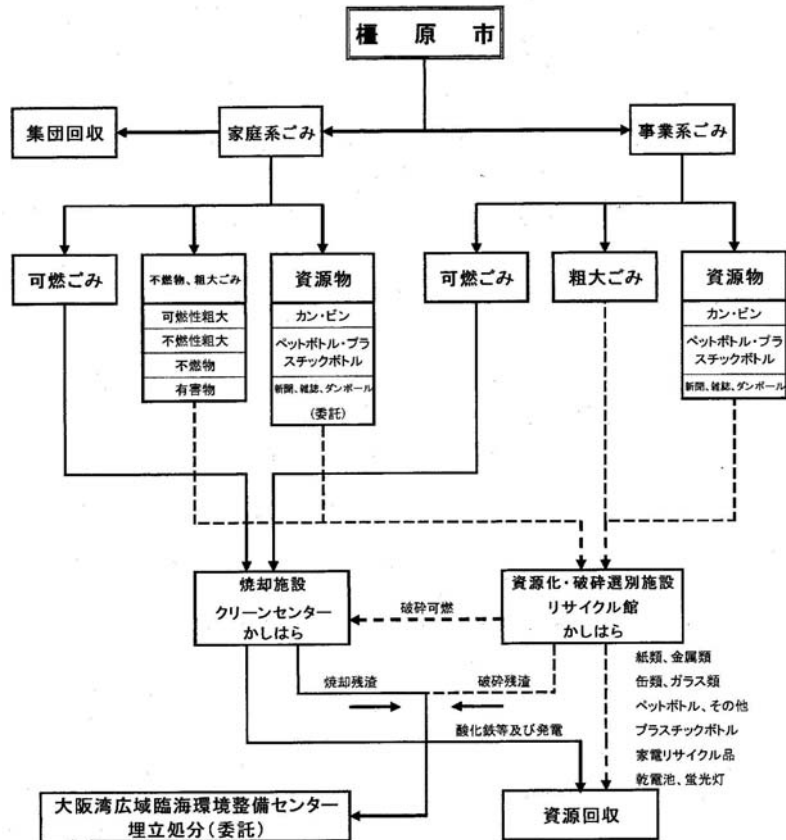 橿原市
集団回収
家庭系ごみ
事業系ごみ
可燃ごみ
不燃物、粗大ごみ
可燃性粗大
不燃性粗大
不燃物
有害物
資源物
カン・ビン
ペットボトル・プラ
スチックボトル
新聞、雑誌、ダンボール
(委託)
可燃ごみ
粗大ごみ
資源物
カン・ビン
ペットボトル・プラ
スチックボトル
新聞、雑誌、ダンボール
焼却施設
クリーンセンター
かしはら
破砕可燃
資源化・破砕選別施設
リサイクル館
かしはら
焼却残渣
破砕残渣
酸化鉄等及び発電
紙類、金属類
缶類、ガラス類
ペットボトル、その他
プラスチックボトル
家電リサイクル品
乾電池、蛍光灯
大阪湾広域臨海環境整備センター
埋立処分(委託)
資源回収